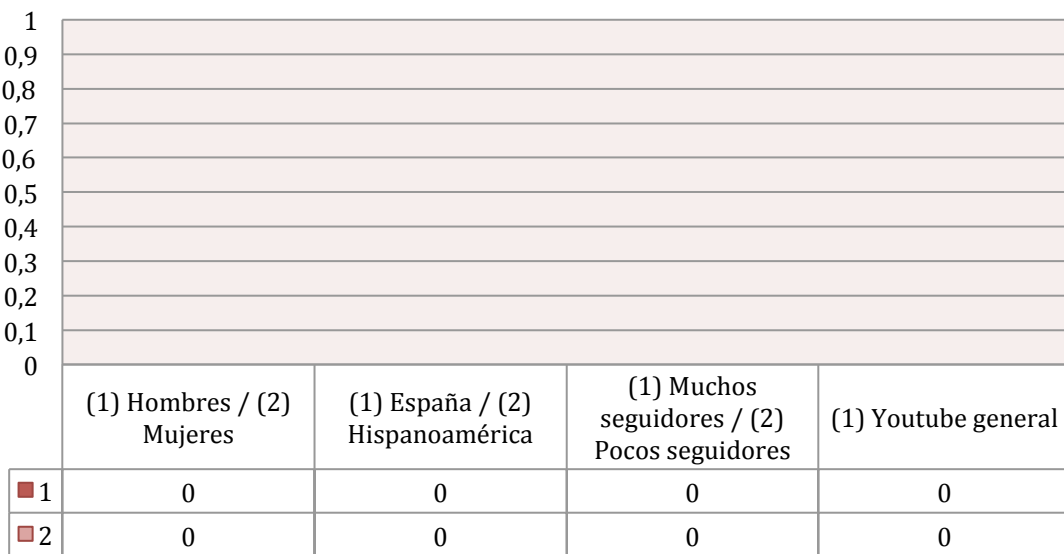 1
0,9
0,8
0,7
0,6
0,5
0,4
0,3
0,2
0,1
0
(1) Hombres / (2)
Mujeres
(1) España / (2)
Hispanoamérica
(1) Muchos
seguidores / (2)
Pocos seguidores
(1) Youtube general
1 0 0 0 0
2 0 0 0 0